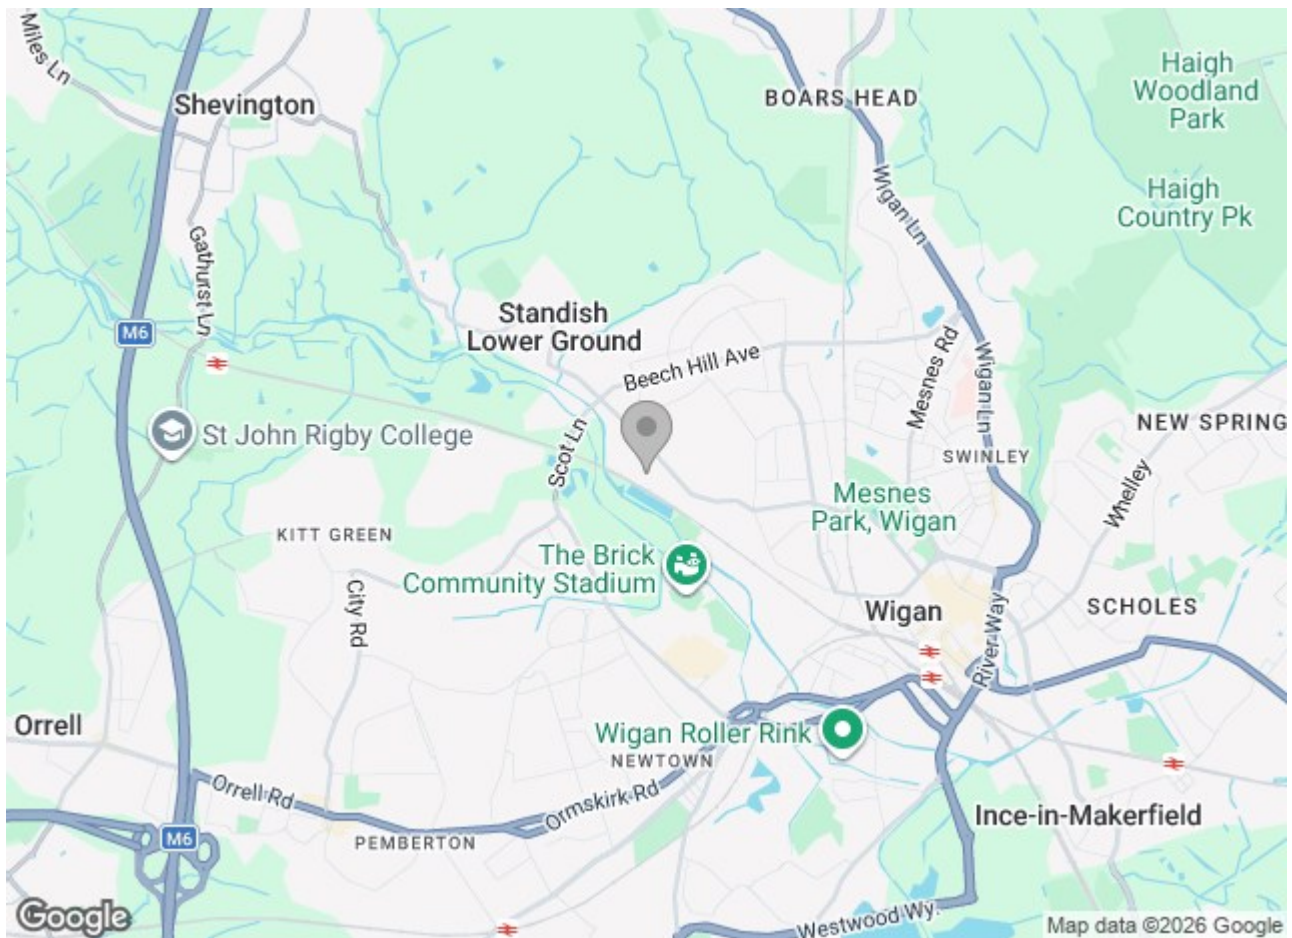 Miles Ln
Shevington
BOARS HEAD
Haigh
Woodland
Park
Haigh
Country Pk
Wigan Ln
Gathurst Ln
M6
Standish
Lower Ground
Beech Hill Ave
Mesnes Rd
Wigan Ln
St John Rigby College
Scot Ln
NEW SPRING
SWINLEY
Whelley
Mesnes
Park, Wigan
KITT GREEN
The Brick
Community Stadium
City Rd
Wigan
SCHOLES
River Way
Orrell
Wigan Roller Rink
NEWTOWN
Orrell Rd
Ormskirk Rd
Ince-in-Makerfield
M6
PEMBERTON
Google
Westwood Wy.
Map data ©2026 Google